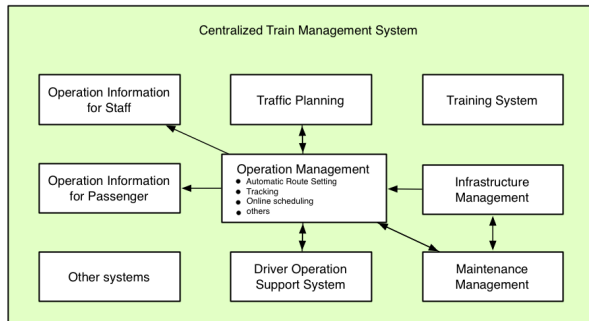 Centralized Train Management System
Operation Information
for Staff
Traffic Planning
Training System
Operation Information
for Passenger
Operation Management
● Automatic Route Setting
● Tracking
● Online scheduling
● others
Infrastructure
Management
Other systems
Driver Operation
Support System
Maintenance
Management